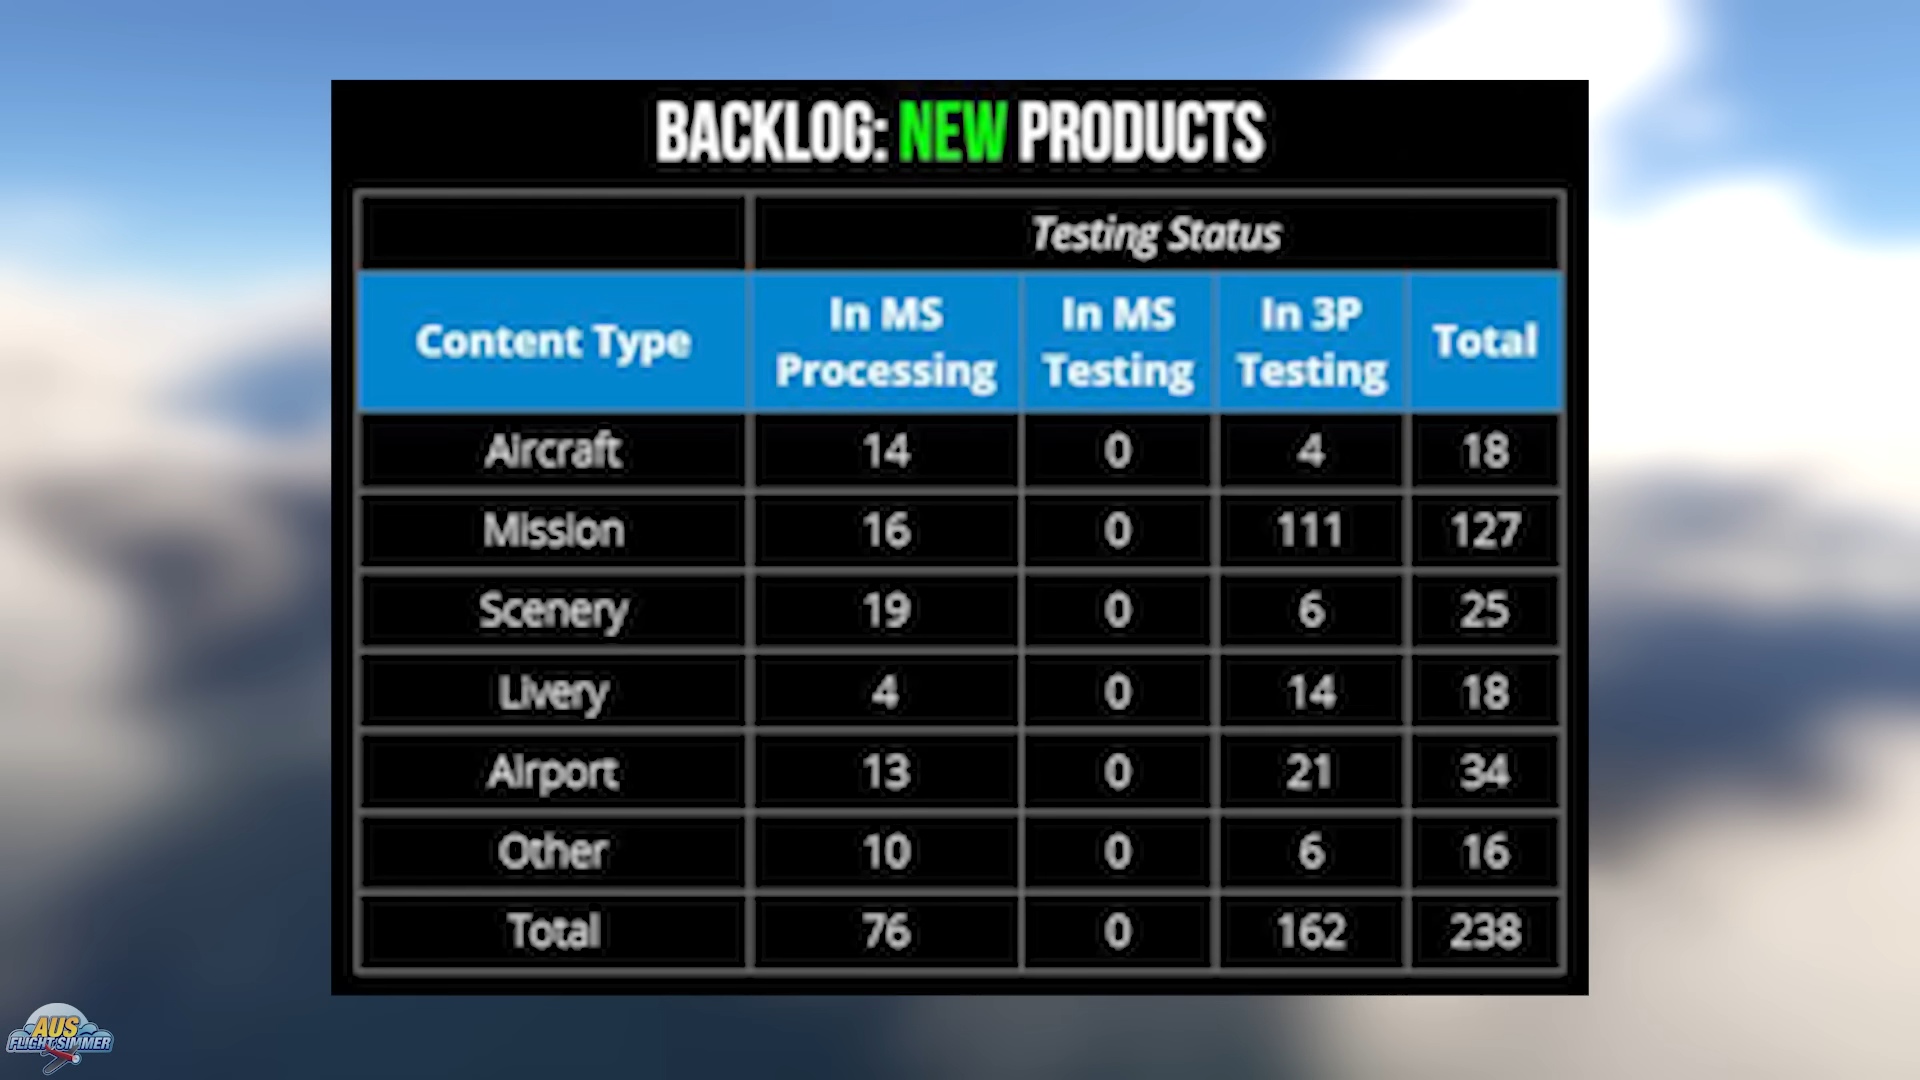 BACKLOG: NEW PRODUCTS
Testing Status
Content Type In MS Processing In MS Testing In 3P Testing Total
Aircraft 14 0 4 18
Mission 16 0 111 127
Scenery 19 0 6 25
Livery 4 0 14 18
Airport 13 0 21 34
Other 10 0 6 16
Total 76 0 162 238
AUS
FLIGHTSIMMER